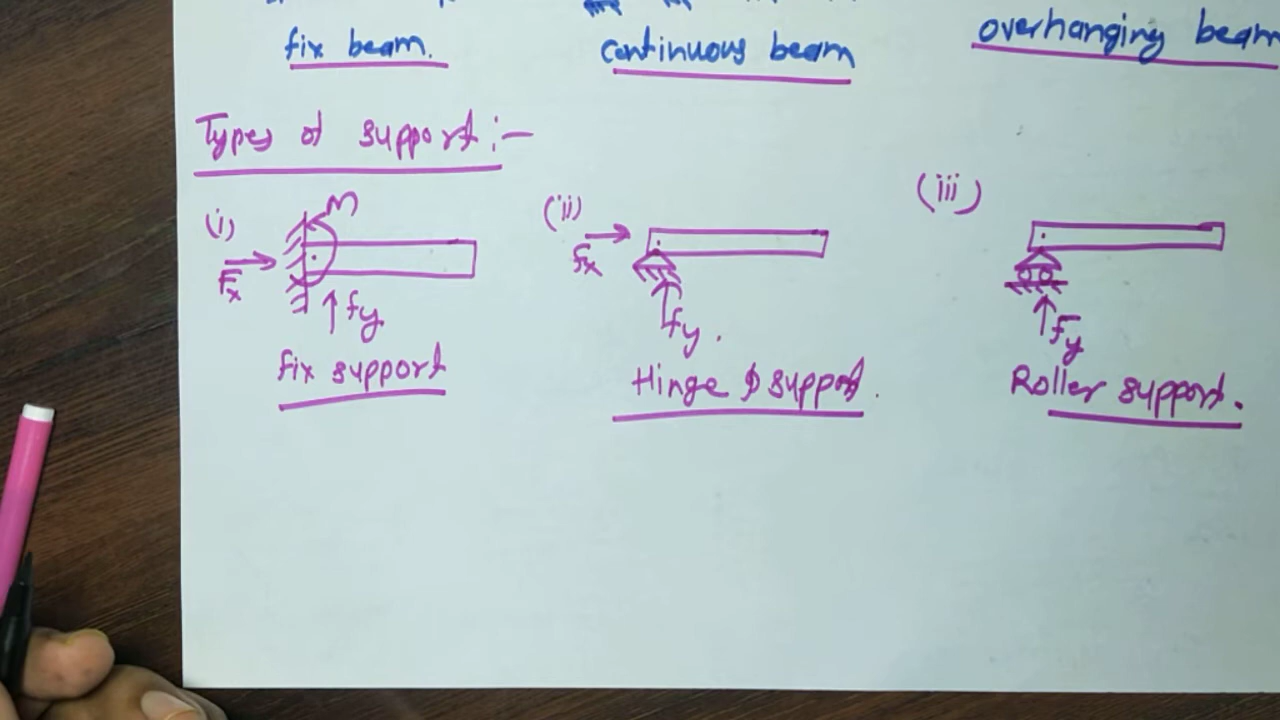 fix beam.
continuous beam
overhanging beam
Types of support :-
(i)
M
Fx
fy
fix support
(ii)
fx
fy.
Hinge support.
(iii)
Fy
Roller support.